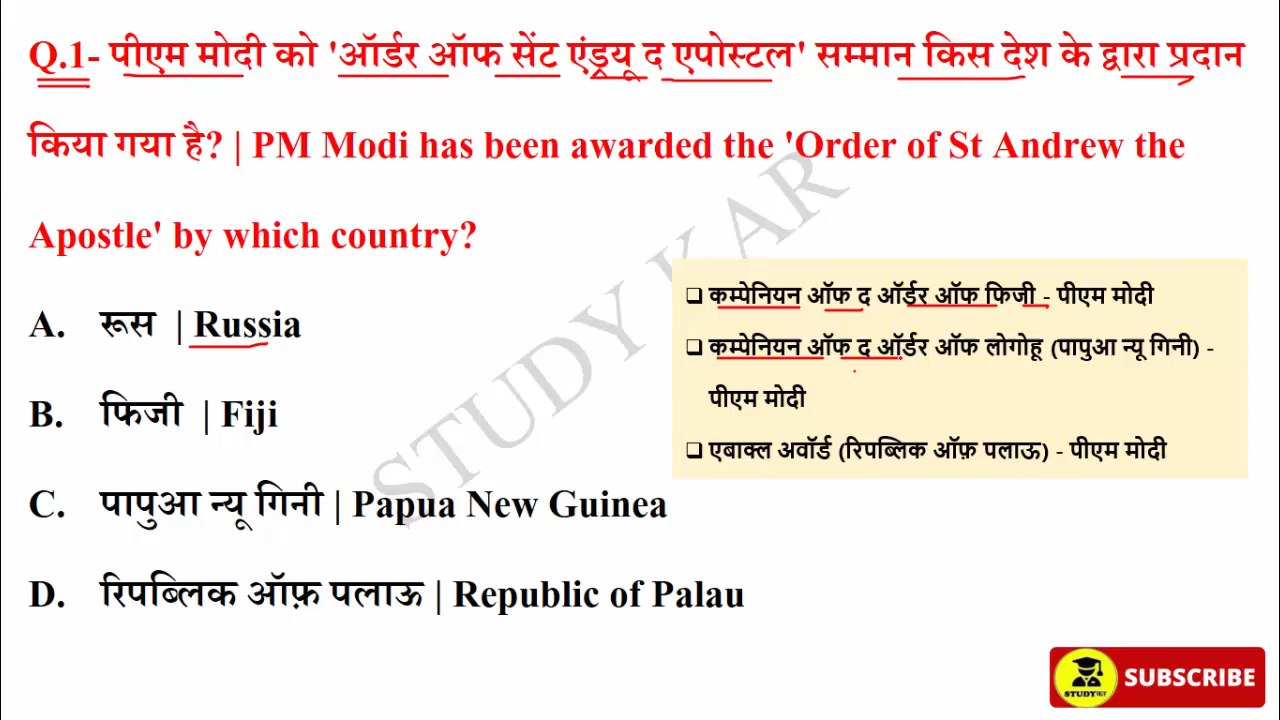 Q.1- पीएम मोदी को 'ऑर्डर ऑफ सेंट एंड्र्यू द एपोस्टल' सम्मान किस देश के द्वारा प्रदान
किया गया है? | PM Modi has been awarded the 'Order of St Andrew the
Apostle' by which country?
A. रूस | Russia
B. फिजी | Fiji
C. पापुआ न्यू गिनी | Papua New Guinea
D. रिपब्लिक ऑफ़ पलाऊ | Republic of Palau
❑ कम्पेनियन ऑफ द ऑर्डर ऑफ फिजी - पीएम मोदी
❑ कम्पेनियन ऑफ द ऑर्डर ऑफ लोगोहू (पापुआ न्यू गिनी) -
पीएम मोदी
❑ एबाक्ल अवॉर्ड (रिपब्लिक ऑफ़ पलाऊ) - पीएम मोदी
STUDY KAR
STUDYकर
SUBSCRIBE